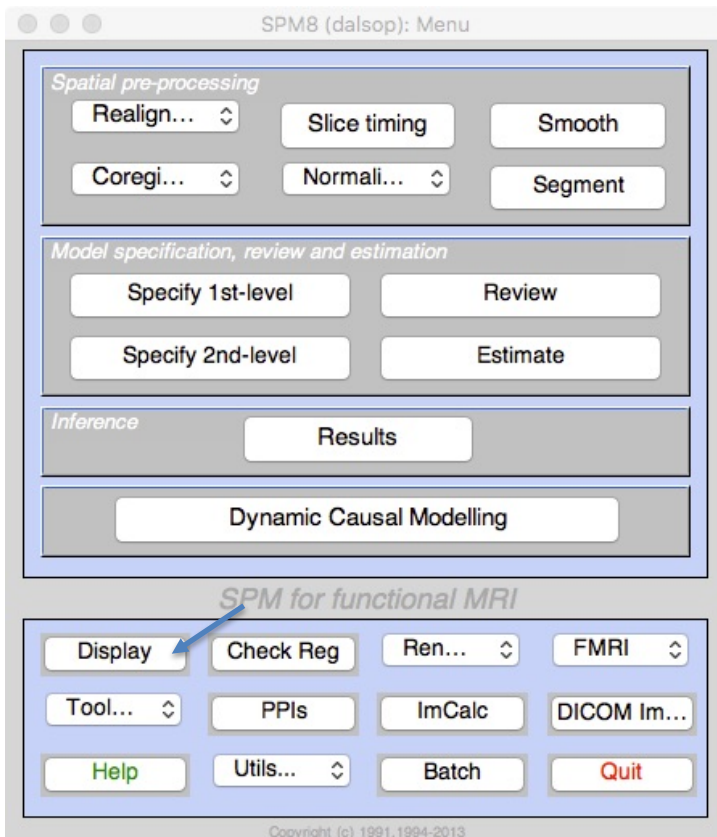 SPM8 (dalsop): Menu
Spatial pre-processing
Realign... Slice timing Smooth
Coregi... Normali... Segment
Model specification, review and estimation
Specify 1st-level Review
Specify 2nd-level Estimate
Inference
Results
Dynamic Causal Modelling
SPM for functional MRI
Display Check Reg Ren... FMRI
Tool... PPIs ImCalc DICOM Im...
Help Utils... Batch Quit
Copyright (c) 1991,1994-2013